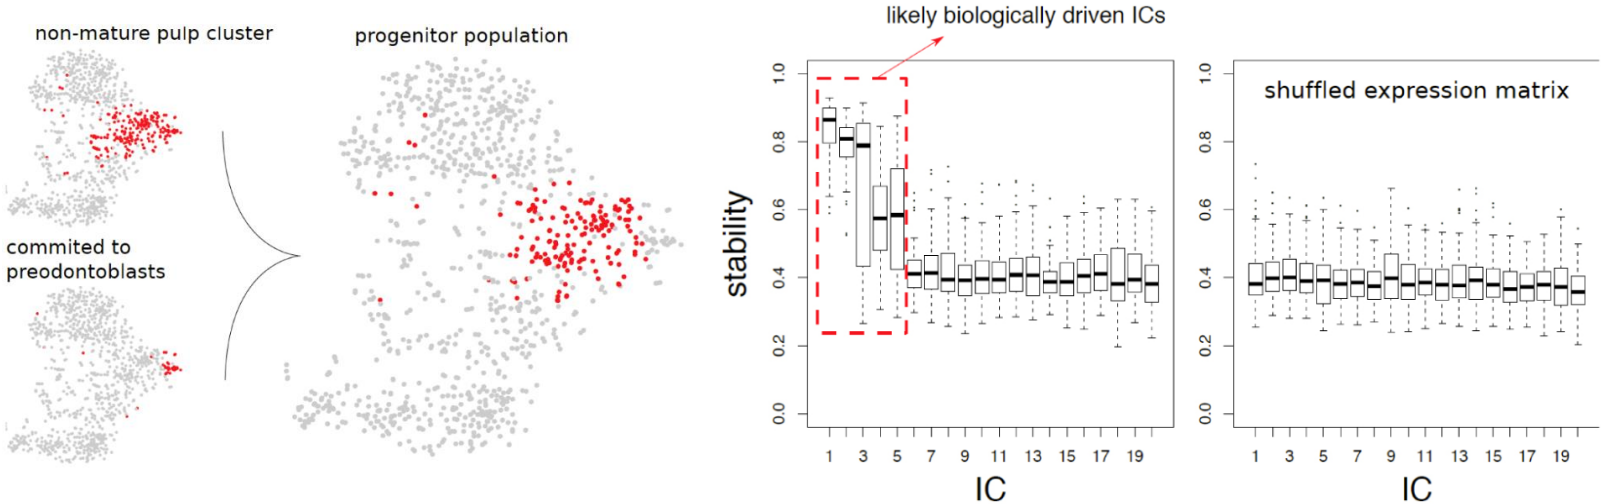 non-mature pulp cluster
progenitor population
commited to
preodontoblasts
likely biologically driven ICs
stability
1.0
0.8
0.6
0.4
0.2
0.0
1 3 5 7 9 11 13 15 17 19
IC
shuffled expression matrix
1.0
0.8
0.6
0.4
0.2
0.0
1 3 5 7 9 11 13 15 17 19
IC